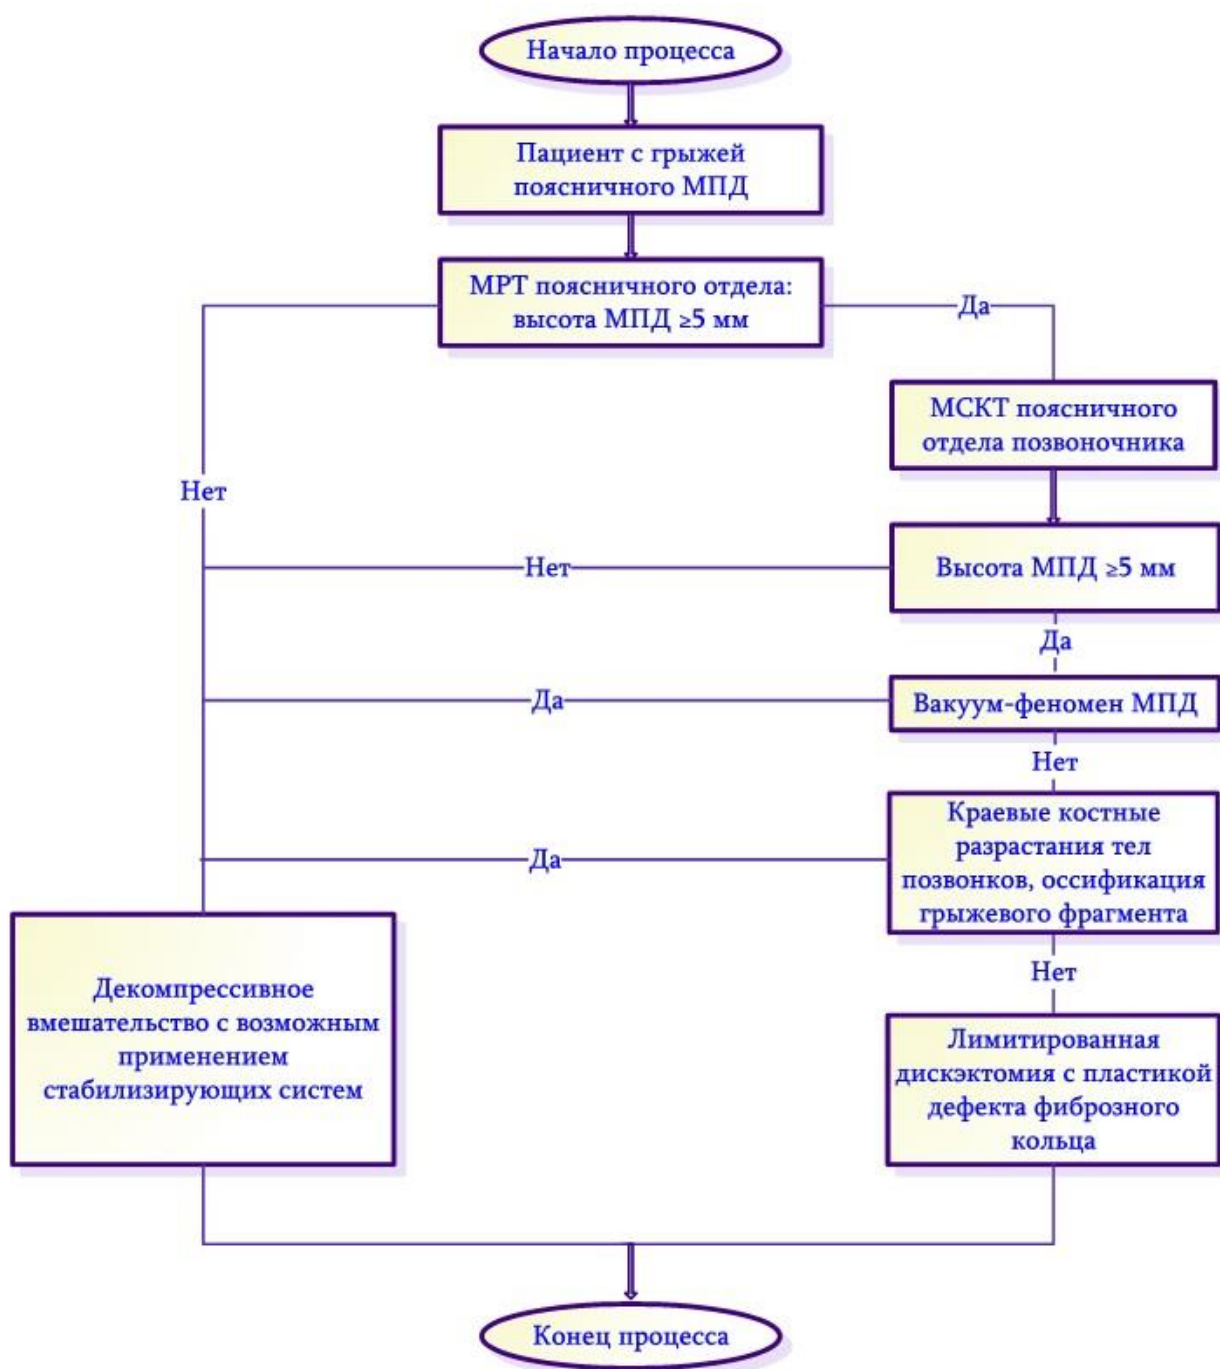 Начало процесса
Пациент с грыжей
поясничного МПД
МРТ поясничного отдела:
высота МПД ≥5 мм
Да
МСКТ поясничного
отдела позвоночника
Нет
Высота МПД ≥5 мм
Нет
Да
Вакуум-феномен МПД
Да
Нет
Краевые костные
разрастания тел
позвонков, оссификация
грыжевого фрагмента
Да
Нет
Декомпрессивное
вмешательство с возможным
применением
стабилизирующих систем
Лимитированная
дискэктомия с пластикой
дефекта фиброзного
кольца
Конец процесса